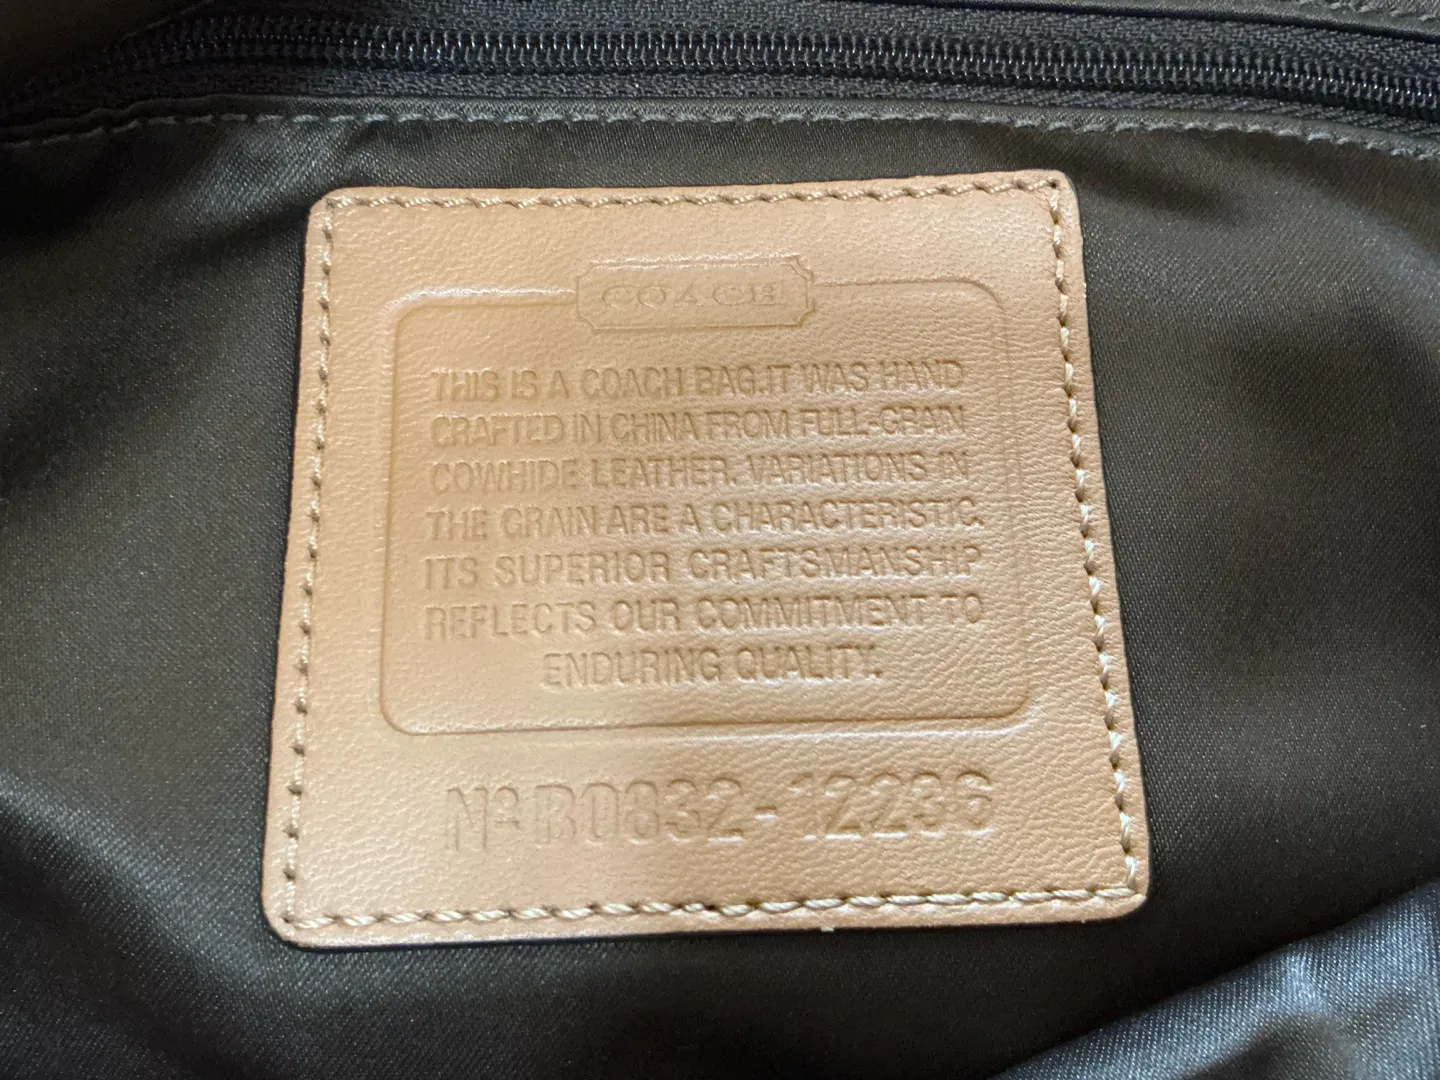 COACH
THIS IS A COACH BAG.IT WAS HAND
CRAFTED IN CHINA FROM FULL-GRAIN
COWHIDE LEATHER. VARIATIONS IN
THE GRAIN ARE A CHARACTERISTIC.
ITS SUPERIOR CRAFTSMANSHIP
REFLECTS OUR COMMITMENT TO
ENDURING QUALITY.
Nº B0832-12236